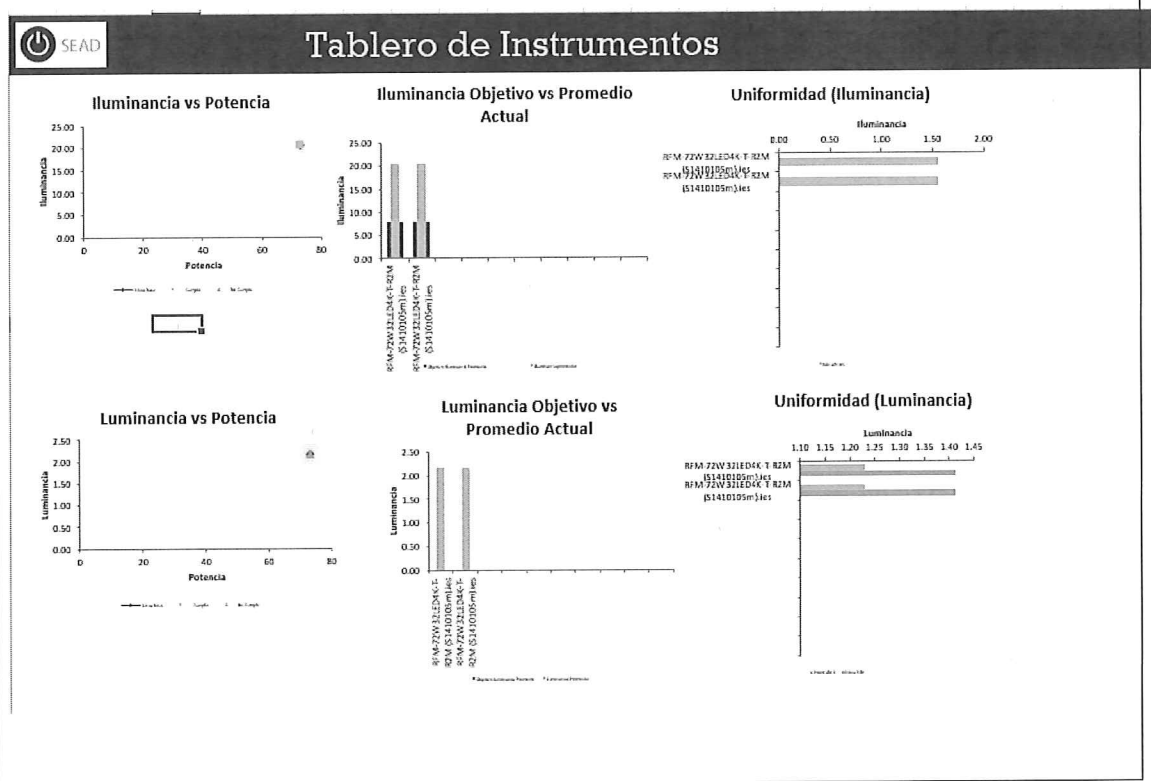 SEAD
Tablero de Instrumentos
Iluminancia vs Potencia
25.00
20.00
15.00
10.00
5.00
0.00
Iluminancia
0 20 40 60 80
Potencia
Iluminancia Objetivo vs Promedio
Actual
25.00
20.00
15.00
10.00
5.00
0.00
Iluminancia
RFM-72W32LED4K-T-R2M
(S1410105m).ies
RFM-72W32LED4K-T-R2M
(S1410105m).ies
Uniformidad (Iluminancia)
Iluminancia
0.00 0.50 1.00 1.50 2.00
RFM-72W32LED4K-T-R2M
(S1410105m).ies
RFM-72W32LED4K-T-R2M
(S1410105m).ies
Luminancia vs Potencia
2.50
2.00
1.50
1.00
0.50
0.00
Luminancia
0 20 40 60 80
Potencia
Luminancia Objetivo vs
Promedio Actual
2.50
2.00
1.50
1.00
0.50
0.00
Luminancia
RFM-72W32LED4K-T-
R2M (S1410105m).ies
RFM-72W32LED4K-T-
R2M (S1410105m).ies
Uniformidad (Luminancia)
Luminancia
1.10 1.15 1.20 1.25 1.30 1.35 1.40 1.45
RFM-72W32LED4K-T-R2M
(S1410105m).ies
RFM-72W32LED4K-T-R2M
(S1410105m).ies